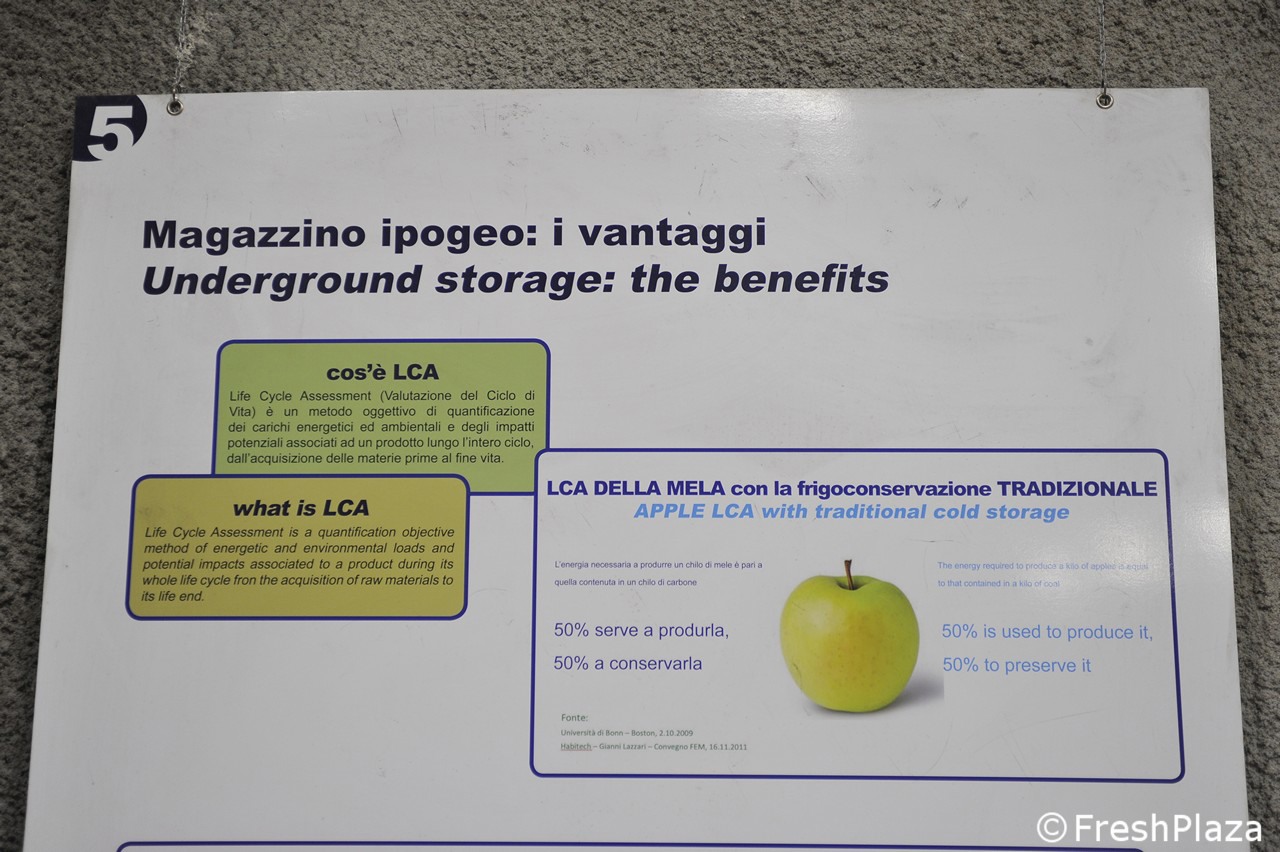 5
Magazzino ipogeo: i vantaggi
Underground storage: the benefits
cos'è LCA
Life Cycle Assessment (Valutazione del Ciclo di
Vita) è un metodo oggettivo di quantificazione
dei carichi energetici ed ambientali e degli impatti
potenziali associati ad un prodotto lungo l'intero ciclo,
dall'acquisizione delle materie prime al fine vita.
what is LCA
Life Cycle Assessment is a quantification objective
method of energetic and environmental loads and
potential impacts associated to a product during its
whole life cycle fron the acquisition of raw materials to
its life end.
LCA DELLA MELA con la frigoconservazione TRADIZIONALE
APPLE LCA with traditional cold storage
L'energia necessaria a produrre un chilo di mele è pari a
quella contenuta in un chilo di carbone
50% serve a produrla,
50% a conservarla
The energy required to produce a kilo of apples is equal
to that contained in a kilo of coal
50% is used to produce it,
50% to preserve it
Fonte:
Università di Bonn – Boston, 2.10.2009
Habitech – Gianni Lazzari – Convegno FEM, 16.11.2011
©FreshPlaza